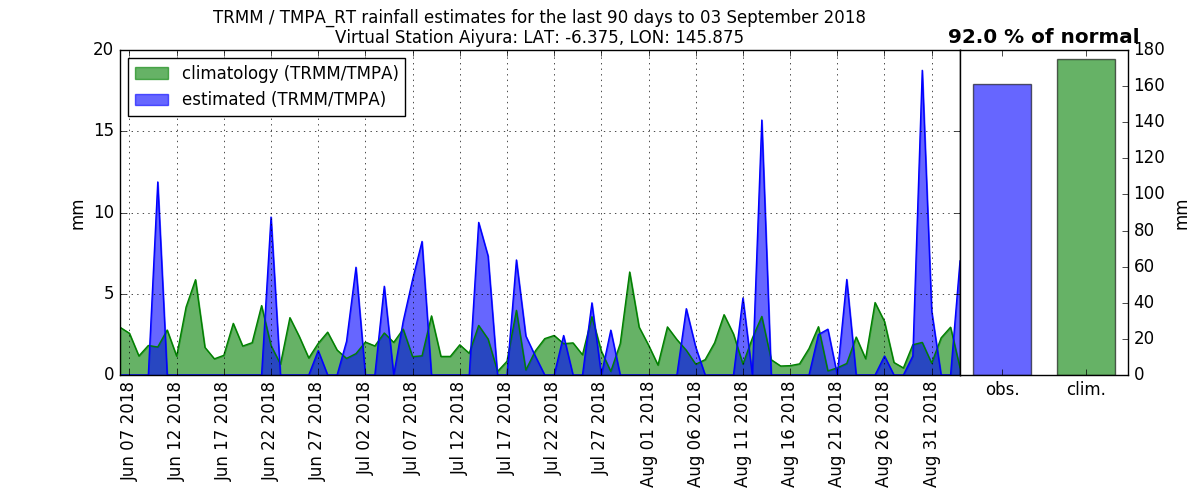 TRMM / TMPA_RT rainfall estimates for the last 90 days to 03 September 2018
Virtual Station Aiyura: LAT: -6.375, LON: 145.875
92.0 % of normal
climatology (TRMM/TMPA)
estimated (TRMM/TMPA)
mm
20
15
10
5
0
Jun 07 2018
Jun 12 2018
Jun 17 2018
Jun 22 2018
Jun 27 2018
Jul 02 2018
Jul 07 2018
Jul 12 2018
Jul 17 2018
Jul 22 2018
Jul 27 2018
Aug 01 2018
Aug 06 2018
Aug 11 2018
Aug 16 2018
Aug 21 2018
Aug 26 2018
Aug 31 2018
obs.
clim.
180
160
140
120
100
80
60
40
20
0
mm